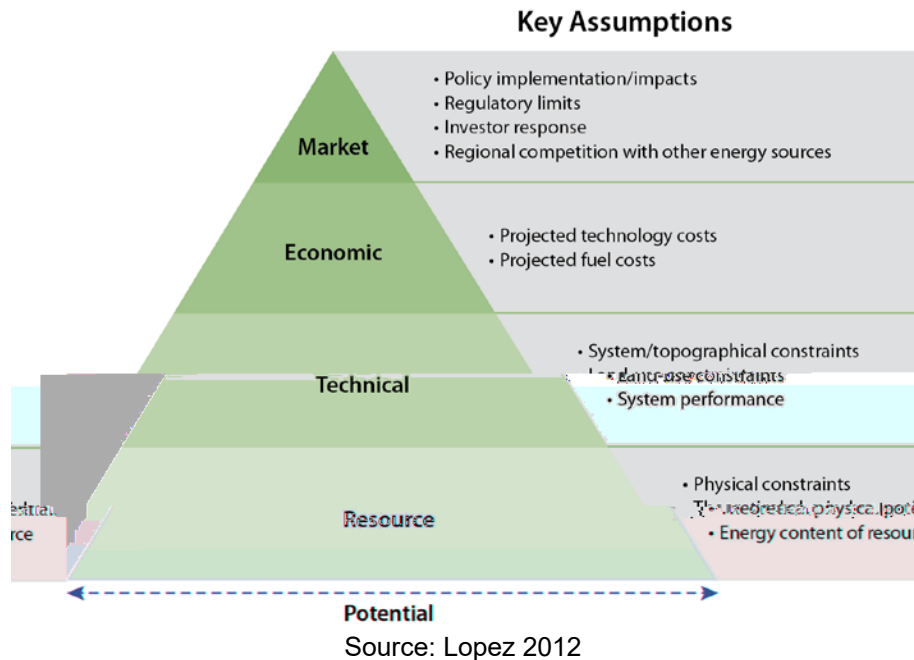 Key Assumptions
• Policy implementation/impacts
• Regulatory limits
• Investor response
• Regional competition with other energy sources
Market
• Projected technology costs
• Projected fuel costs
Economic
• System/topographical constraints
constraints
• System performance
Technical
• Physical constraints
• Energy content of resou
rce
Resource
Potential
Source: Lopez 2012